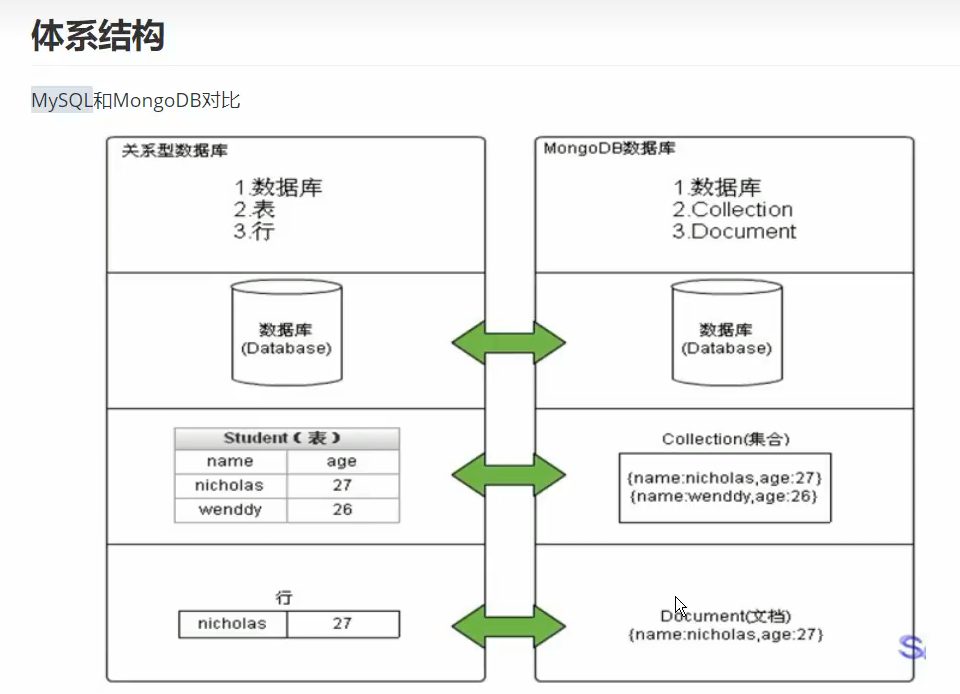 体系结构
MySQL和MongoDB对比
关系型数据库
1.数据库
2.表
3.行
MongoDB数据库
1.数据库
2.Collection
3.Document
数据库
(Database)
数据库
(Database)
Student（表）
name age
nicholas 27
wenddy 26
Collection(集合)
{name:nicholas,age:27}
{name:wenddy,age:26}
行
nicholas 27
Document(文档)
{name:nicholas,age:27}
S